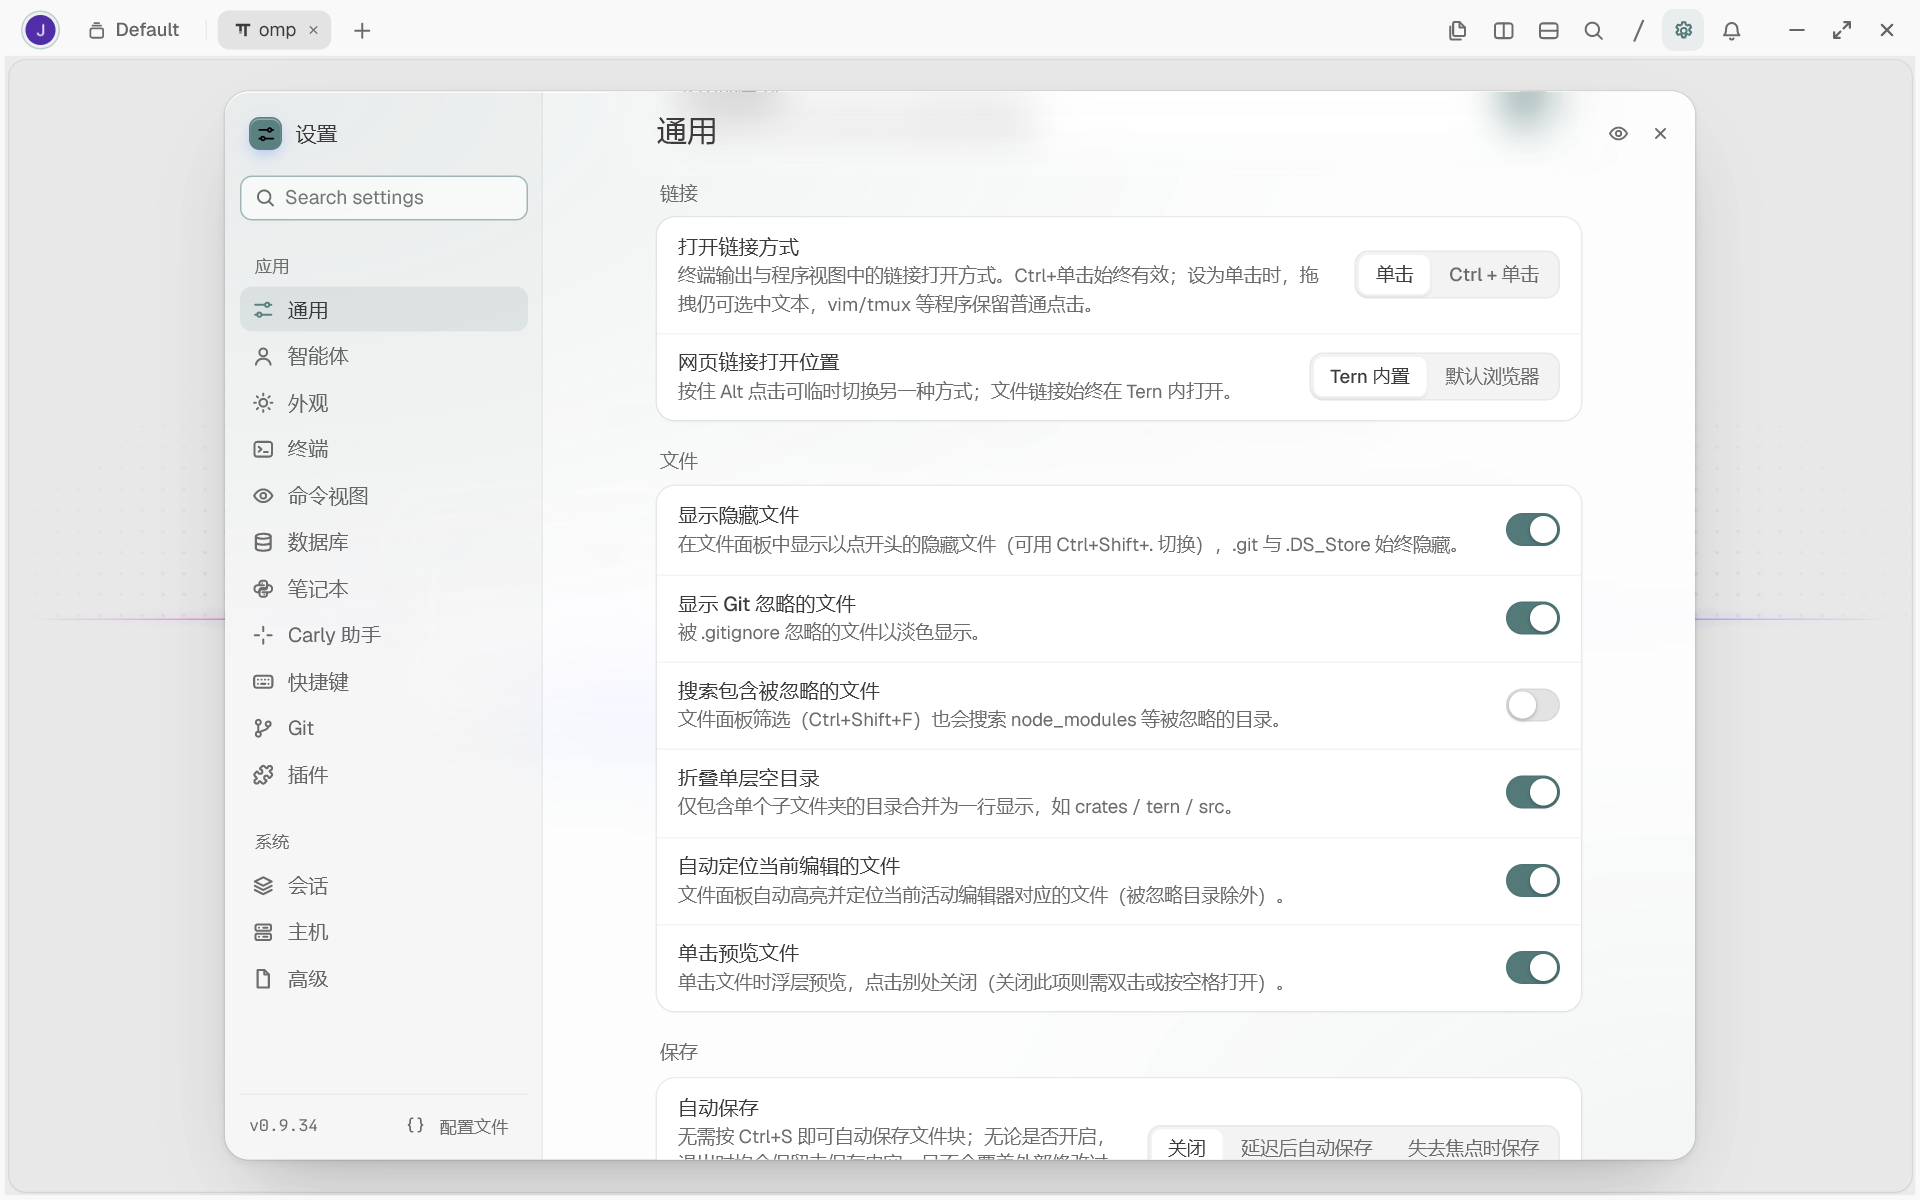 J
Default
omp
设置
通用
Search settings
应用
通用
智能体
外观
终端
命令视图
数据库
笔记本
Carly 助手
快捷键
Git
插件
系统
会话
主机
高级
v0.9.34
{} 配置文件
链接
打开链接方式
终端输出与程序视图中的链接打开方式。Ctrl+单击始终有效；设为单击时，拖
拽仍可选中文本，vim/tmux 等程序保留普通点击。
单击
Ctrl + 单击
网页链接打开位置
按住 Alt 点击可临时切换另一种方式；文件链接始终在 Tern 内打开。
Tern 内置
默认浏览器
文件
显示隐藏文件
在文件面板中显示以点开头的隐藏文件（可用 Ctrl+Shift+. 切换），.git 与 .DS_Store 始终隐藏。
显示 Git 忽略的文件
被 .gitignore 忽略的文件以淡色显示。
搜索包含被忽略的文件
文件面板筛选（Ctrl+Shift+F）也会搜索 node_modules 等被忽略的目录。
折叠单层空目录
仅包含单个子文件夹的目录合并为一行显示，如 crates / tern / src。
自动定位当前编辑的文件
文件面板自动高亮并定位当前活动编辑器对应的文件（被忽略目录除外）。
单击预览文件
单击文件时浮层预览，点击别处关闭（关闭此项则需双击或按空格打开）。
保存
自动保存
无需按 Ctrl+S 即可自动保存文件块；无论是否开启，
关闭
延迟后自动保存
失去焦点时保存